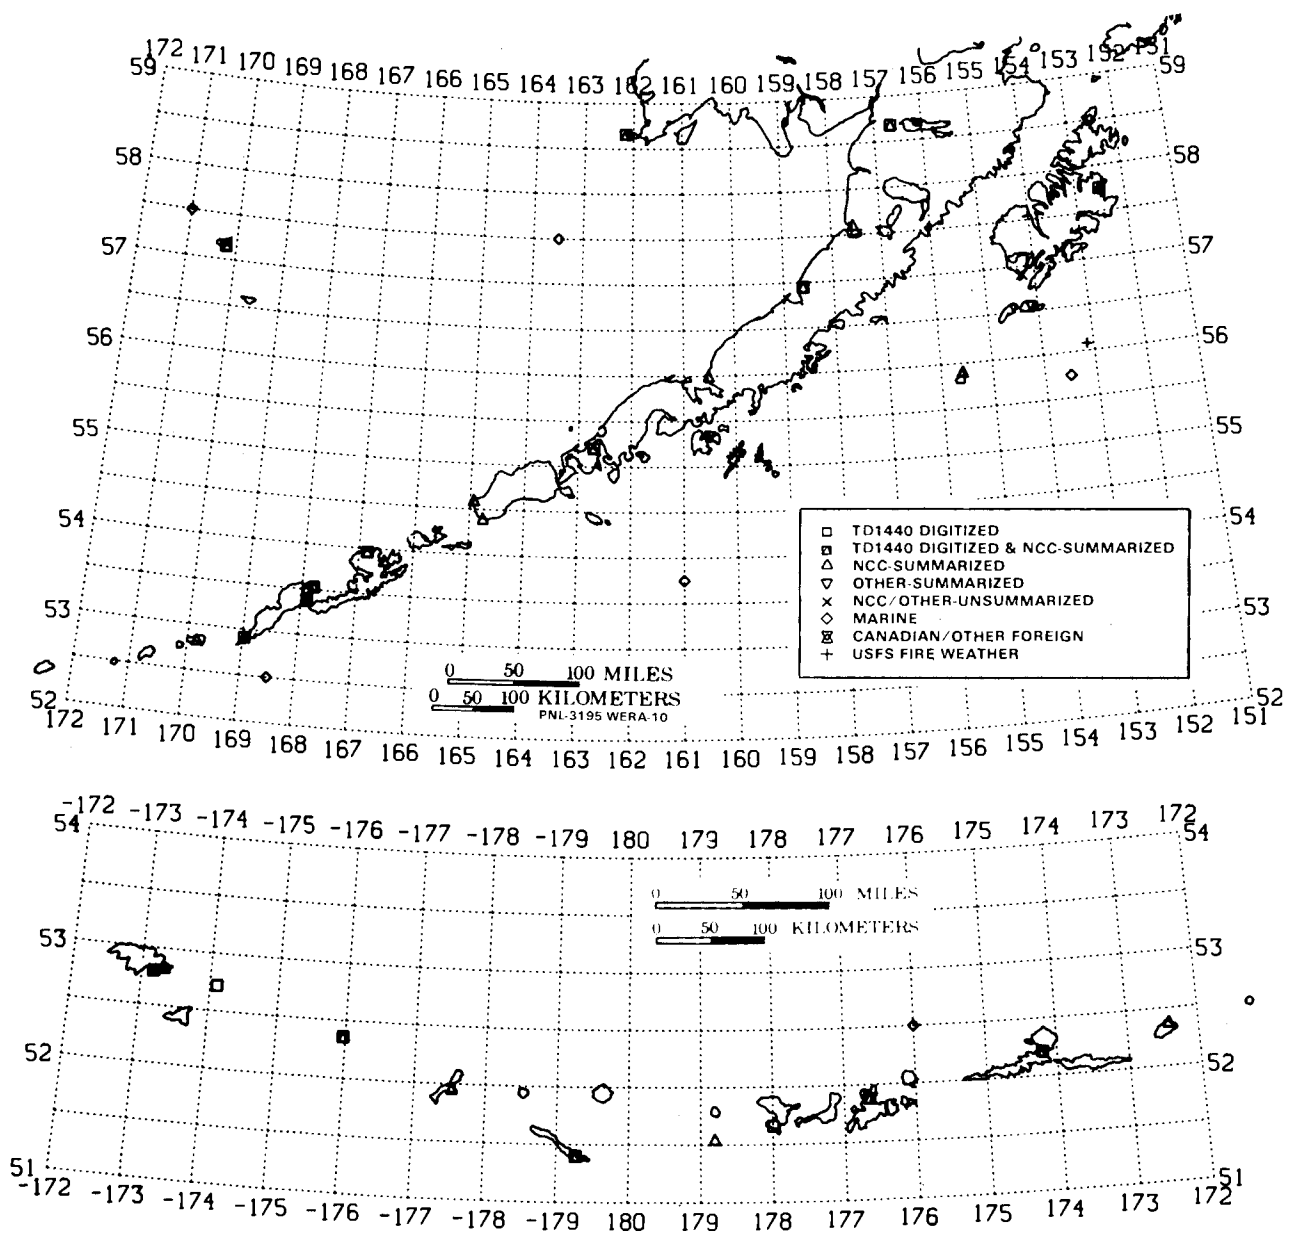 172 171 170 169 168 167 166 165 164 163 162 161 160 159 158 157 156 155 154 153 152 151
59 59
58 58
57 57
56 56
55 55
54 54
53 53
52 52
□ TD1440 DIGITIZED
TD1440 DIGITIZED & NCC-SUMMARIZED
△ NCC-SUMMARIZED
▽ OTHER-SUMMARIZED
× NCC/OTHER-UNSUMMARIZED
◇ MARINE
CANADIAN/OTHER FOREIGN
+ USFS FIRE WEATHER
0 50 100 MILES
0 50 100 KILOMETERS
PNL-3195 WERA-10
172 171 170 169 168 167 166 165 164 163 162 161 160 159 158 157 156 155 154 153 152 151
-172 -173 -174 -175 -176 -177 -178 -179 180 179 178 177 176 175 174 173 172
54 54
0 50 100 MILES
0 50 100 KILOMETERS
53 53
52 52
51 51
-172 -173 -174 -175 -176 -177 -178 -179 180 179 178 177 176 175 174 173 172